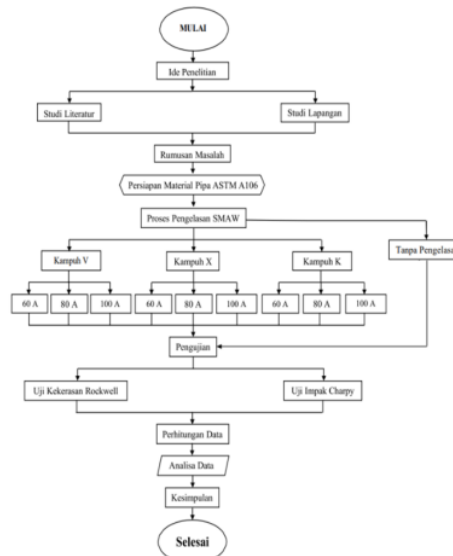 MULAI
Ide Penelitian
Studi Literatur
Studi Lapangan
Rumusan Masalah
Persiapan Material Pipa ASTM A106
Proses Pengelasan SMAW
Tanpa Pengelasa
Kampuh V
Kampuh X
Kampuh K
60 A
80 A
100 A
60 A
80 A
100 A
60 A
80 A
100 A
Pengujian
Uji Kekerasan Rockwell
Uji Impak Charpy
Perhitungan Data
Analisa Data
Kesimpulan
Selesai